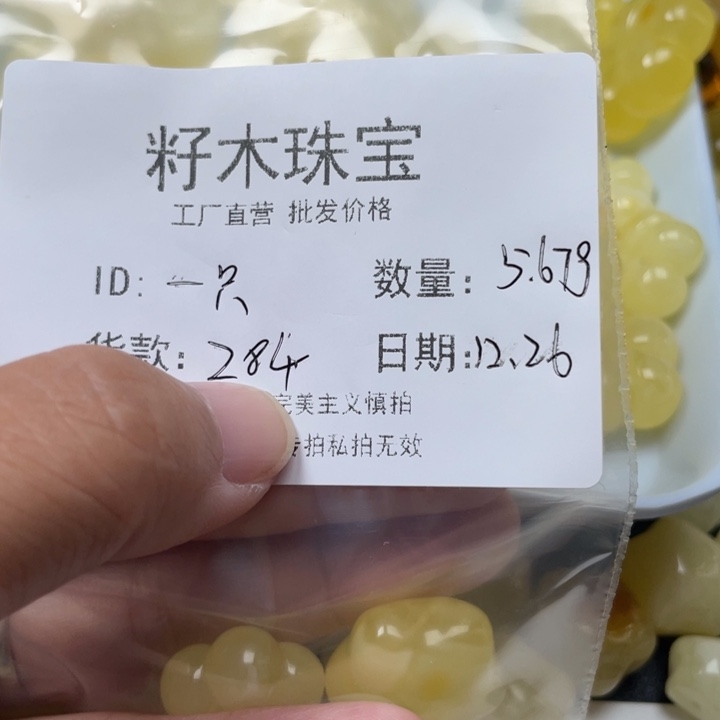 籽木珠宝
工厂直营 批发价格
ID: 一只 数量: 5.67g
货款: 284 日期: 12.26
完美主义慎拍
拍私拍无效